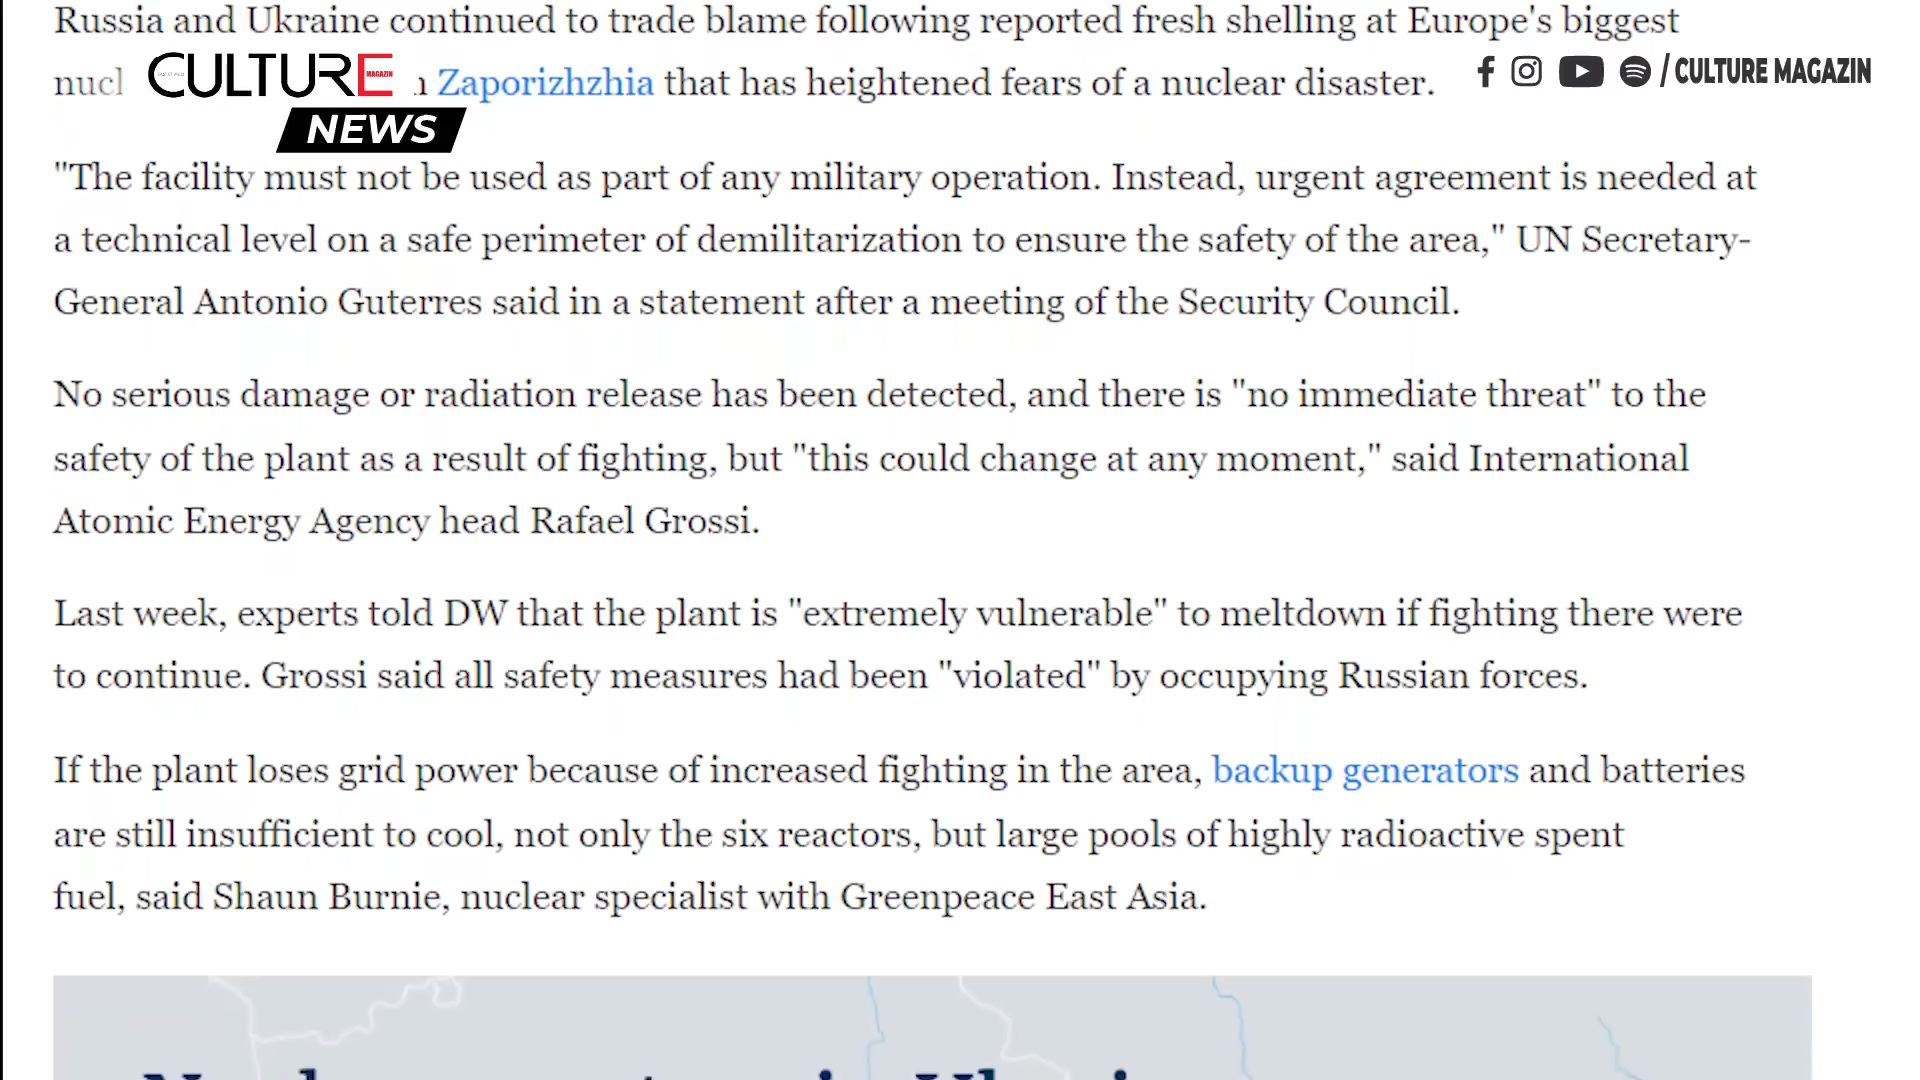 Russia and Ukraine continued to trade blame following reported fresh shelling at Europe's biggest
nucl
CULTURE
MAGAZIN
NEWS
Zaporizhzhia that has heightened fears of a nuclear disaster.
/ CULTURE MAGAZIN
"The facility must not be used as part of any military operation. Instead, urgent agreement is needed at
a technical level on a safe perimeter of demilitarization to ensure the safety of the area," UN Secretary-
General Antonio Guterres said in a statement after a meeting of the Security Council.
No serious damage or radiation release has been detected, and there is "no immediate threat" to the
safety of the plant as a result of fighting, but "this could change at any moment," said International
Atomic Energy Agency head Rafael Grossi.
Last week, experts told DW that the plant is "extremely vulnerable" to meltdown if fighting there were
to continue. Grossi said all safety measures had been "violated" by occupying Russian forces.
If the plant loses grid power because of increased fighting in the area, backup generators and batteries
are still insufficient to cool, not only the six reactors, but large pools of highly radioactive spent
fuel, said Shaun Burnie, nuclear specialist with Greenpeace East Asia.